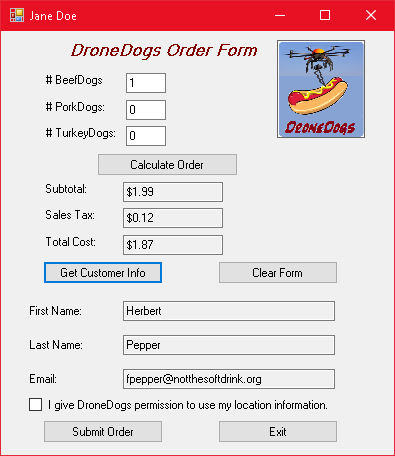 Jane Doe
DroneDogs Order Form
# BeefDogs
1
# PorkDogs:
0
# TurkeyDogs:
0
DRONEDOGS
Calculate Order
Subtotal:
$1.99
Sales Tax:
$0.12
Total Cost:
$1.87
Get Customer Info
Clear Form
First Name:
Herbert
Last Name:
Pepper
Email:
fpepper@notthesoftdrink.org
I give DroneDogs permission to use my location information.
Submit Order
Exit